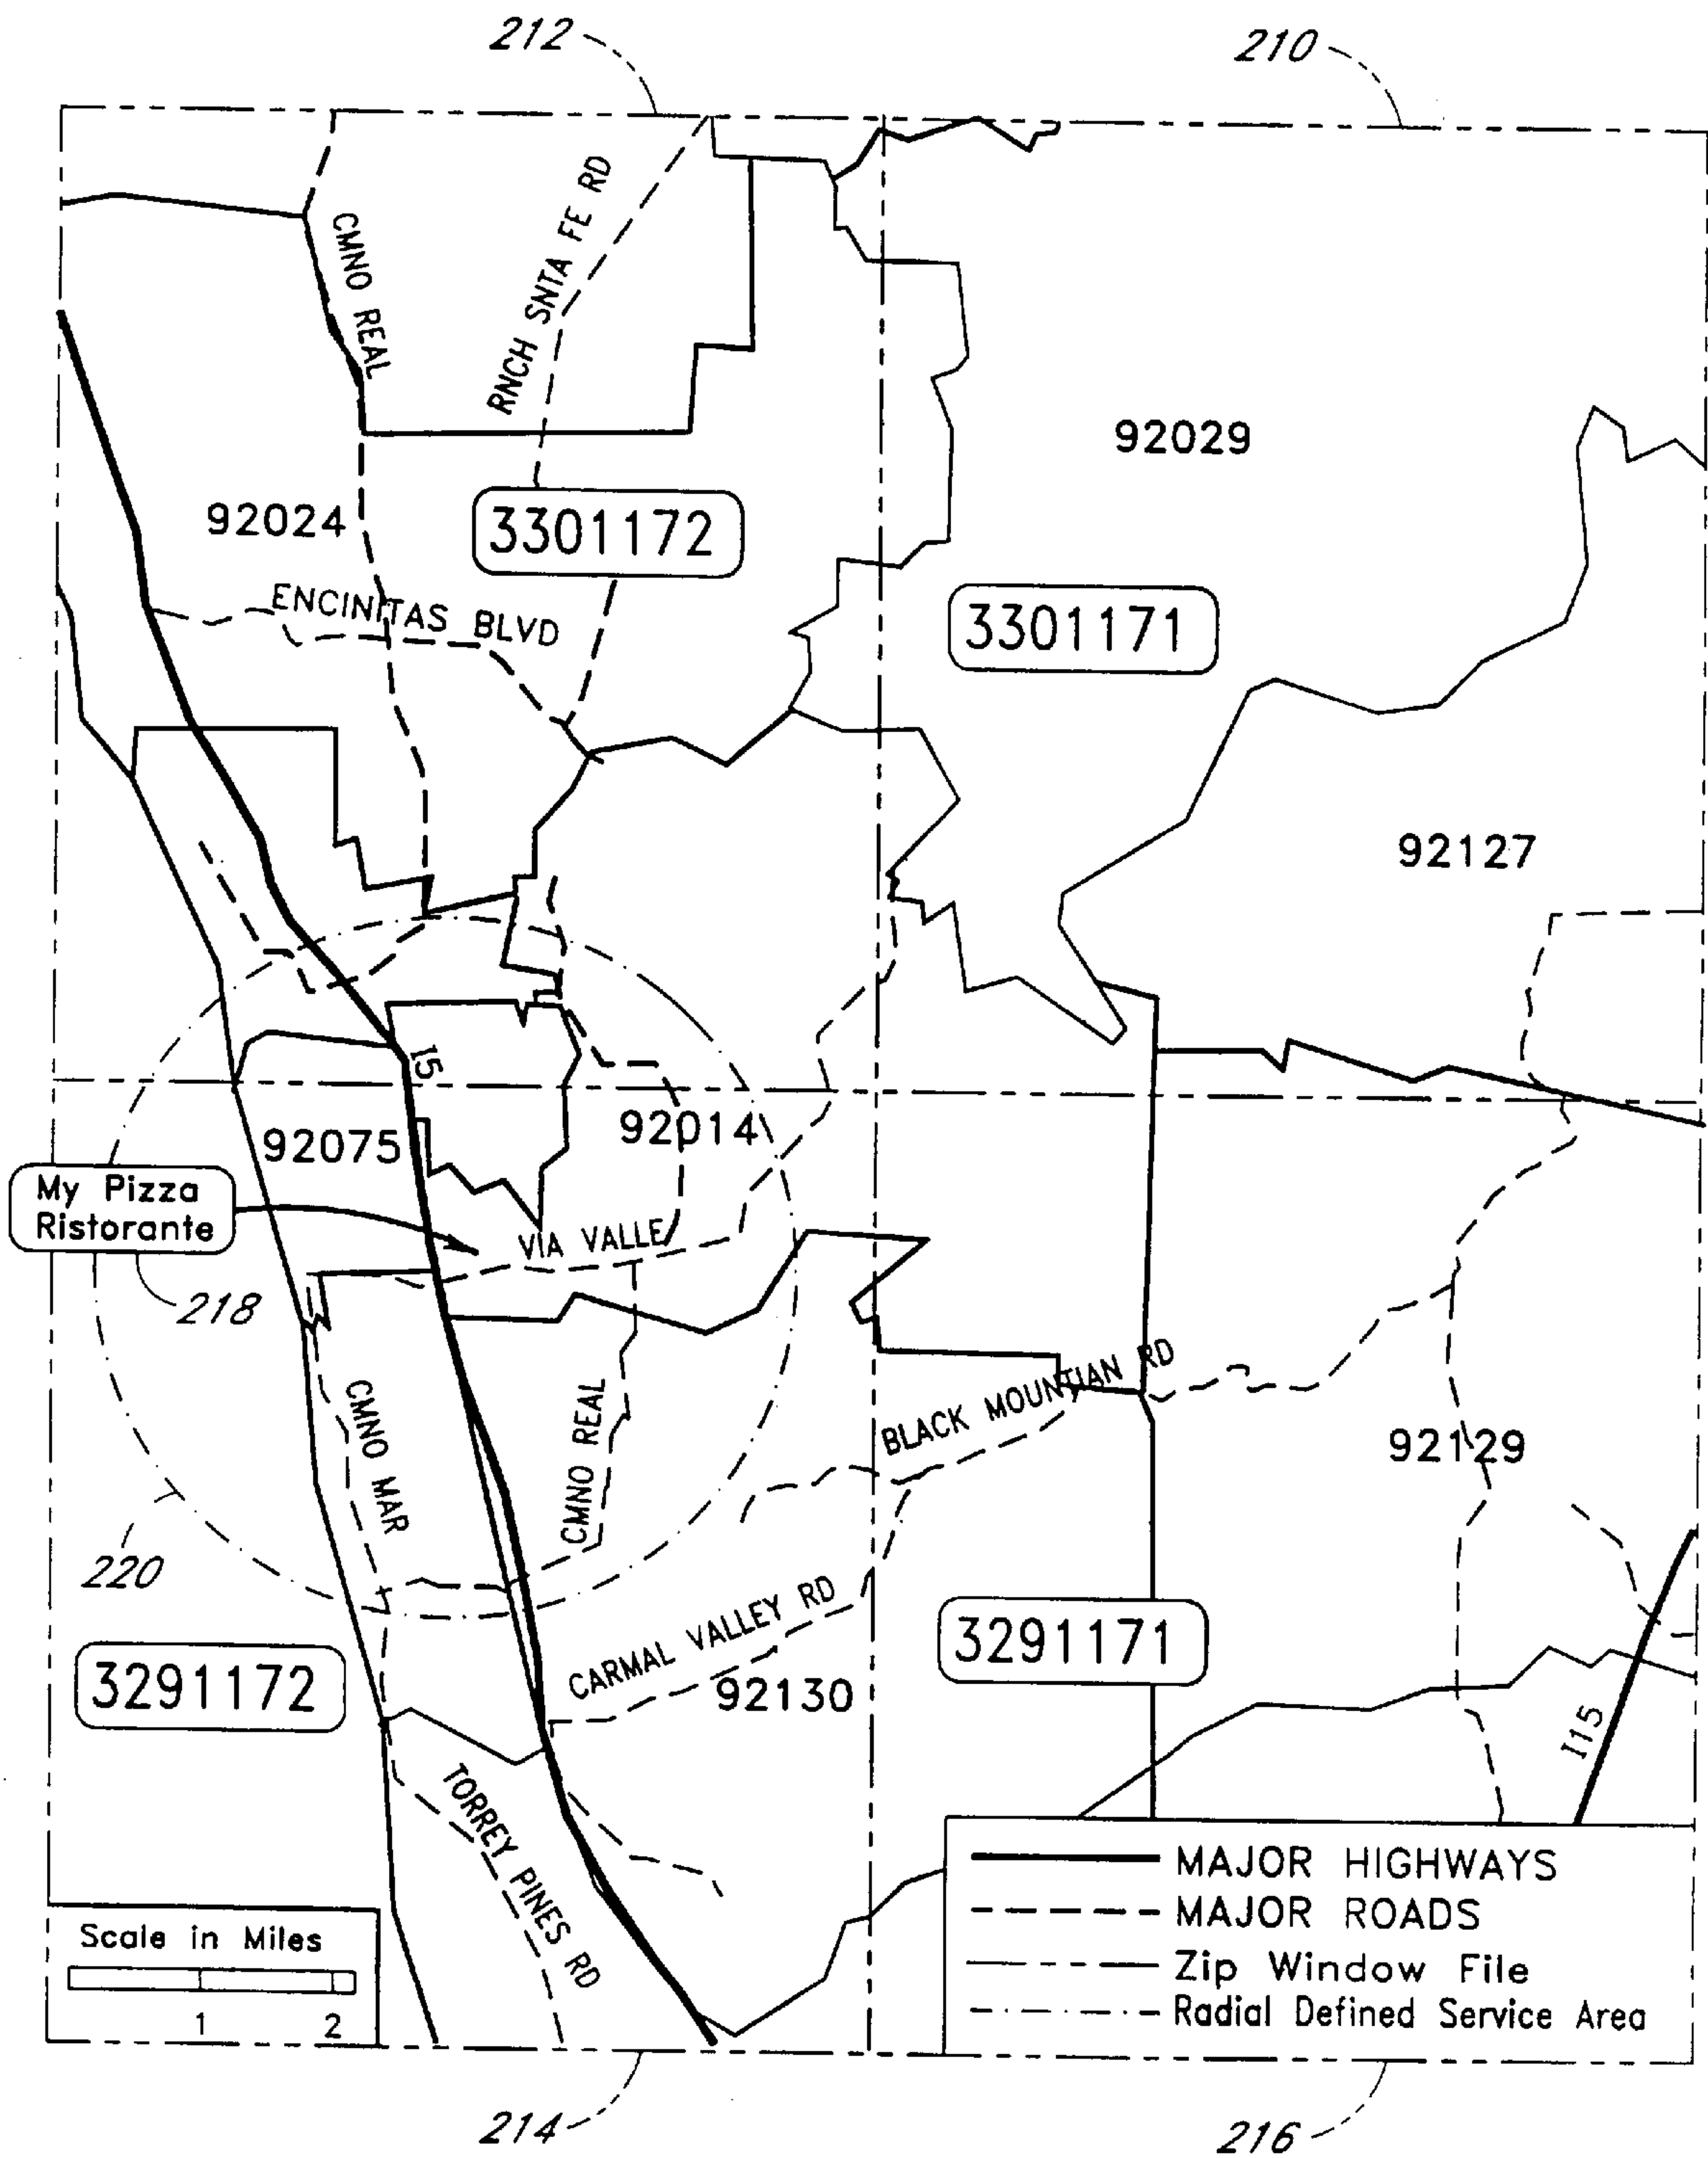 212
210
CMNO REAL
RNCH SNTA FE RD
92029
92024
3301172
ENCINITAS BLVD
3301171
92127
I5
92075
92014
My Pizza
Ristorante
VIA VALLE
218
CMNO MAR
CMNO REAL
BLACK MOUNTIAN RD
92129
220
CARMAL VALLEY RD
3291171
3291172
92130
I15
TORREY PINES RD
MAJOR HIGHWAYS
MAJOR ROADS
Zip Window File
Radial Defined Service Area
Scale in Miles
1 2
214
216